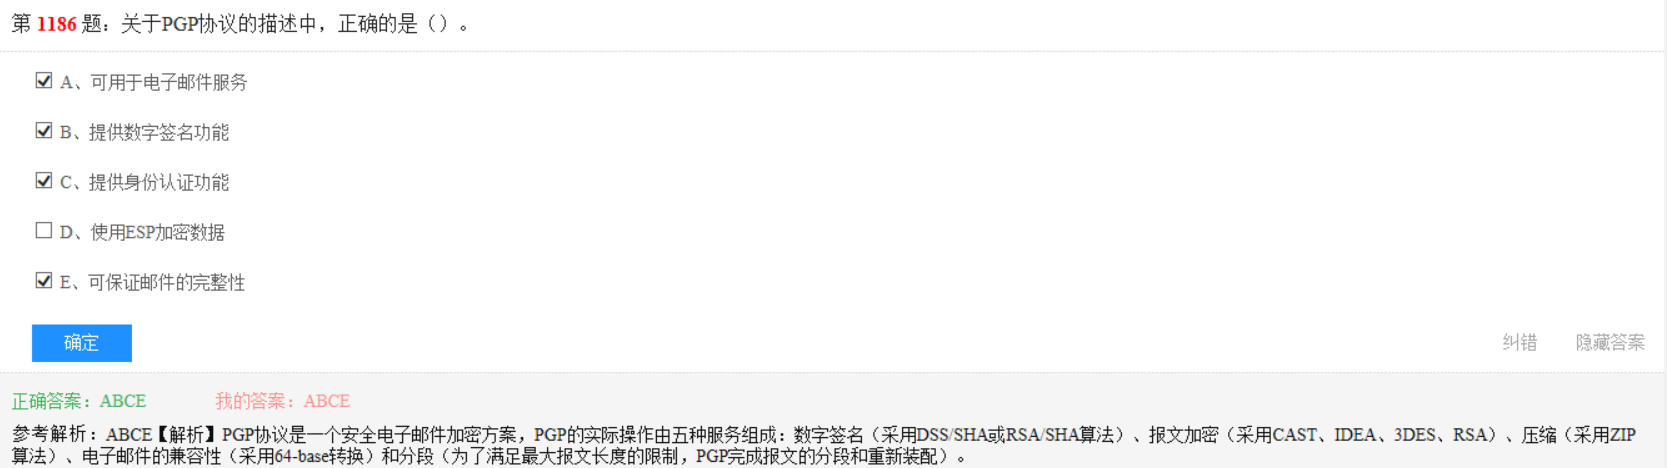 第 1186 题：关于PGP协议的描述中，正确的是（）。
A、可用于电子邮件服务
B、提供数字签名功能
C、提供身份认证功能
D、使用ESP加密数据
E、可保证邮件的完整性
确定
纠错 隐藏答案
正确答案：ABCE 我的答案：ABCE
参考解析：ABCE【解析】PGP协议是一个安全电子邮件加密方案，PGP的实际操作由五种服务组成：数字签名（采用DSS/SHA或RSA/SHA算法）、报文加密（采用CAST、IDEA、3DES、RSA）、压缩（采用ZIP
算法）、电子邮件的兼容性（采用64-base转换）和分段（为了满足最大报文长度的限制，PGP完成报文的分段和重新装配）。